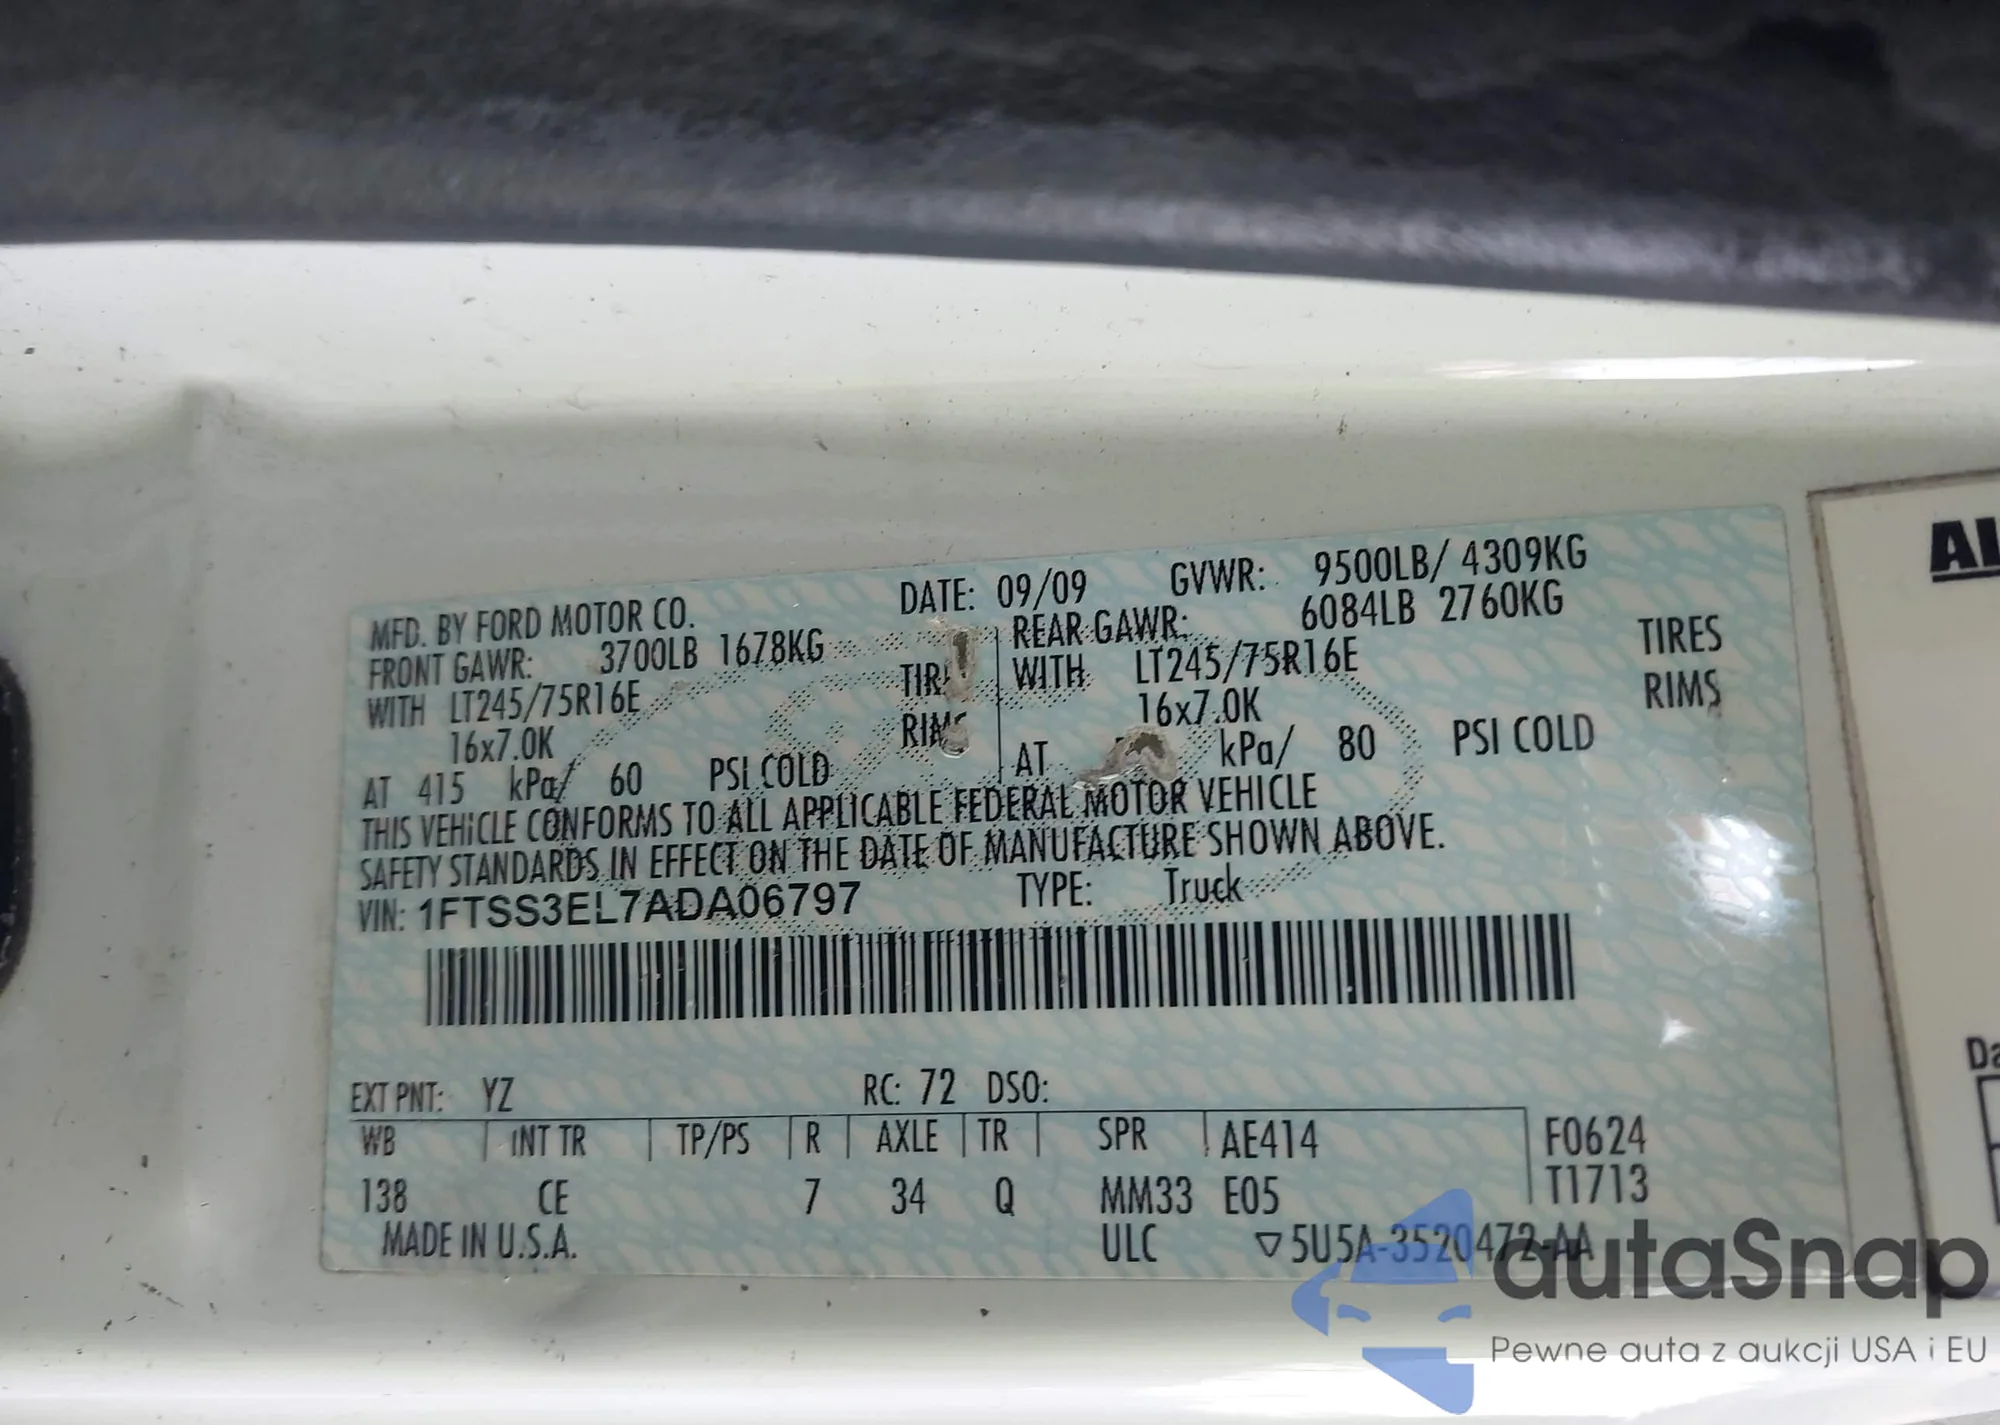 MFD. BY FORD MOTOR CO. DATE: 09/09 GVWR: 9500LB/ 4309KG
FRONT GAWR: 3700LB 1678KG REAR GAWR: 6084LB 2760KG
WITH LT245/75R16E WITH LT245/75R16E TIRES
16x7.0K 16x7.0K RIMS
AT 415 kPa/ 60 PSI COLD AT kPa/ 80 PSI COLD
THIS VEHICLE CONFORMS TO ALL APPLICABLE FEDERAL MOTOR VEHICLE
SAFETY STANDARDS IN EFFECT ON THE DATE OF MANUFACTURE SHOWN ABOVE.
VIN: 1FTSS3EL7ADA06797 TYPE: Truck
EXT PNT: YZ RC: 72 DSO:
WB INT TR TP/PS R AXLE TR SPR AE414 F0624
138 CE 7 34 Q MM33 E05 T1713
MADE IN U.S.A. ULC ▽5U5A-3520472-AA
autaSnap
Pewne auta z aukcji USA i EU